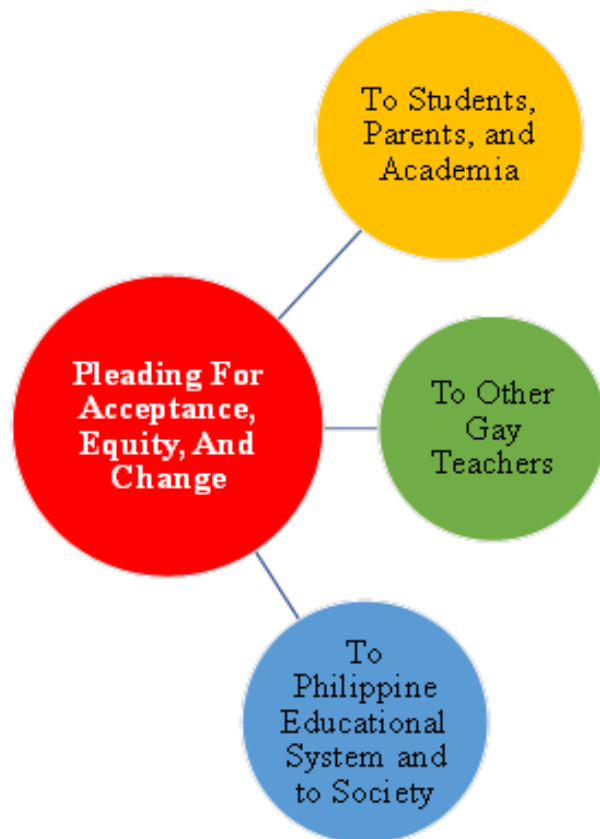 To Students,
Parents, and
Academia
Pleading For
Acceptance,
Equity, And
Change
To Other
Gay
Teachers
To
Philippine
Educational
System and
to Society